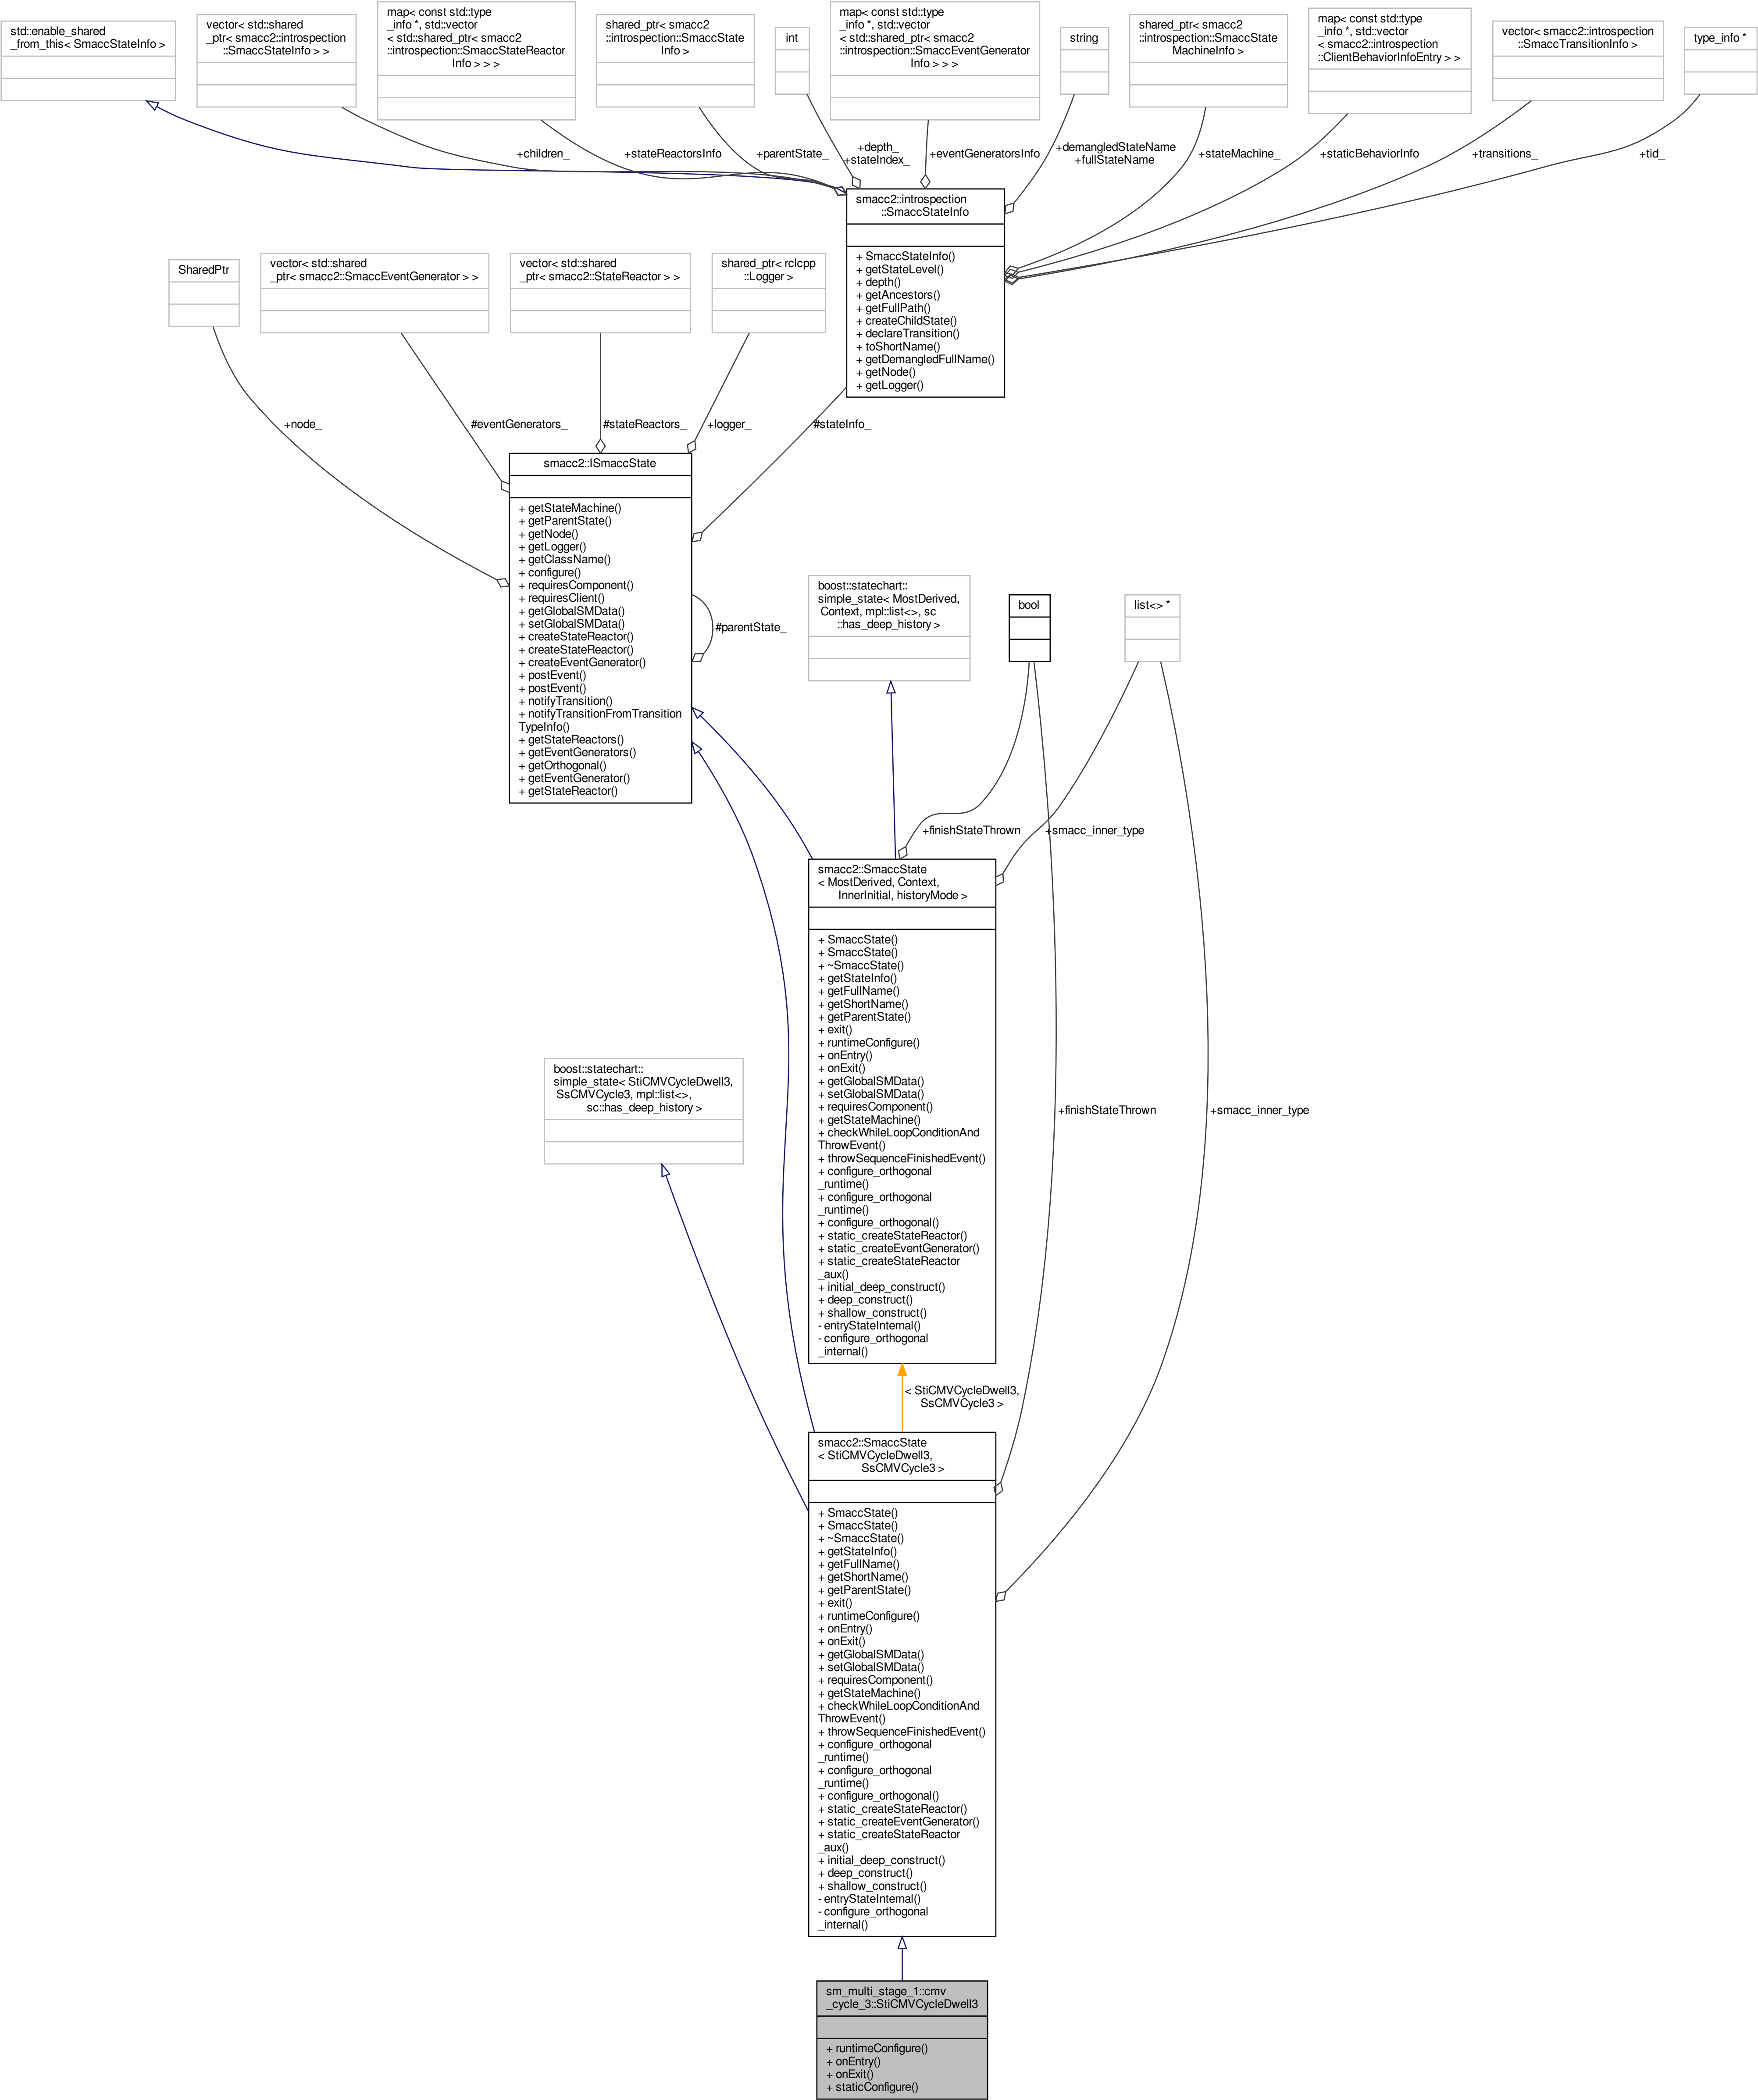 std::enable_shared
_from_this< SmaccStateInfo >
vector< std::shared
_ptr< smacc2::introspection
::SmaccStateInfo > >
map< const std::type
_info *, std::vector
< std::shared_ptr< smacc2
::introspection::SmaccStateReactor
Info > > >
shared_ptr< smacc2
::introspection::SmaccState
Info >
int
map< const std::type
_info *, std::vector
< std::shared_ptr< smacc2
::introspection::SmaccEventGenerator
Info > > >
string
shared_ptr< smacc2
::introspection::SmaccState
MachineInfo >
map< const std::type
_info *, std::vector
< smacc2::introspection
::ClientBehaviorInfoEntry > >
vector< smacc2::introspection
::SmaccTransitionInfo >
type_info *
+children_
+stateReactorsInfo
+parentState_
+depth_
+stateIndex_
+eventGeneratorsInfo
+demangledStateName
+fullStateName
+stateMachine_
+staticBehaviorInfo
+transitions_
+tid_
smacc2::introspection
::SmaccStateInfo
+ SmaccStateInfo()
+ getStateLevel()
+ depth()
+ getAncestors()
+ getFullPath()
+ createChildState()
+ declareTransition()
+ toShortName()
+ getDemangledFullName()
+ getNode()
+ getLogger()
SharedPtr
vector< std::shared
_ptr< smacc2::SmaccEventGenerator > >
vector< std::shared
_ptr< smacc2::StateReactor > >
shared_ptr< rclcpp
::Logger >
+node_
#eventGenerators_
#stateReactors_
+logger_
#stateInfo_
smacc2::ISmaccState
+ getStateMachine()
+ getParentState()
+ getNode()
+ getLogger()
+ getClassName()
+ configure()
+ requiresComponent()
+ requiresClient()
+ getGlobalSMData()
+ setGlobalSMData()
+ createStateReactor()
+ createStateReactor()
+ createEventGenerator()
+ postEvent()
+ postEvent()
+ notifyTransition()
+ notifyTransitionFromTransition
TypeInfo()
+ getStateReactors()
+ getEventGenerators()
+ getOrthogonal()
+ getEventGenerator()
+ getStateReactor()
#parentState_
boost::statechart::
simple_state< MostDerived,
Context, mpl::list<>, sc
::has_deep_history >
bool
list<> *
+finishStateThrown
+smacc_inner_type
smacc2::SmaccState
< MostDerived, Context,
InnerInitial, historyMode >
+ SmaccState()
+ SmaccState()
+ ~SmaccState()
+ getStateInfo()
+ getFullName()
+ getShortName()
+ getParentState()
+ exit()
+ runtimeConfigure()
+ onEntry()
+ onExit()
+ getGlobalSMData()
+ setGlobalSMData()
+ requiresComponent()
+ getStateMachine()
+ checkWhileLoopConditionAnd
ThrowEvent()
+ throwSequenceFinishedEvent()
+ configure_orthogonal
_runtime()
+ configure_orthogonal
_runtime()
+ configure_orthogonal()
+ static_createStateReactor()
+ static_createEventGenerator()
+ static_createStateReactor
_aux()
+ initial_deep_construct()
+ deep_construct()
+ shallow_construct()
- entryStateInternal()
- configure_orthogonal
_internal()
boost::statechart::
simple_state< StiCMVCycleDwell3,
SsCMVCycle3, mpl::list<>,
sc::has_deep_history >
+finishStateThrown
+smacc_inner_type
< StiCMVCycleDwell3,
SsCMVCycle3 >
smacc2::SmaccState
< StiCMVCycleDwell3,
SsCMVCycle3 >
+ SmaccState()
+ SmaccState()
+ ~SmaccState()
+ getStateInfo()
+ getFullName()
+ getShortName()
+ getParentState()
+ exit()
+ runtimeConfigure()
+ onEntry()
+ onExit()
+ getGlobalSMData()
+ setGlobalSMData()
+ requiresComponent()
+ getStateMachine()
+ checkWhileLoopConditionAnd
ThrowEvent()
+ throwSequenceFinishedEvent()
+ configure_orthogonal
_runtime()
+ configure_orthogonal
_runtime()
+ configure_orthogonal()
+ static_createStateReactor()
+ static_createEventGenerator()
+ static_createStateReactor
_aux()
+ initial_deep_construct()
+ deep_construct()
+ shallow_construct()
- entryStateInternal()
- configure_orthogonal
_internal()
sm_multi_stage_1::cmv
_cycle_3::StiCMVCycleDwell3
+ runtimeConfigure()
+ onEntry()
+ onExit()
+ staticConfigure()